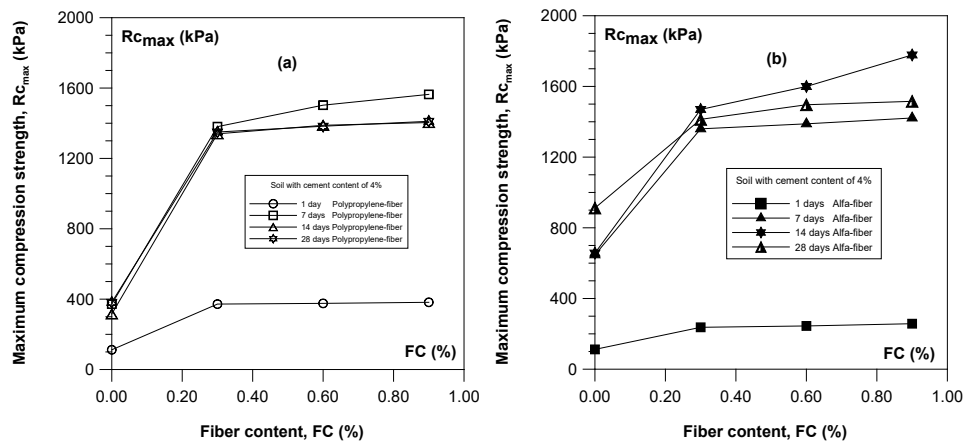 Rc_max (kPa)
(a)
Maximum compression strength, Rc_max (kPa)
2000
1600
1200
800
400
0
Soil with cement content of 4%
1 day Polypropylene-fiber
7 days Polypropylene-fiber
14 days Polypropylene-fiber
28 days Polypropylene-fiber
FC (%)
0.00 0.20 0.40 0.60 0.80 1.00
Fiber content, FC (%)
Rc_max (kPa)
(b)
Maximum compression strength, Rc_max (kPa)
2000
1600
1200
800
400
0
Soil with cement content of 4%
1 days Alfa-fiber
7 days Alfa-fiber
14 days Alfa-fiber
28 days Alfa-fiber
FC (%)
0.00 0.20 0.40 0.60 0.80 1.00
Fiber content, FC (%)